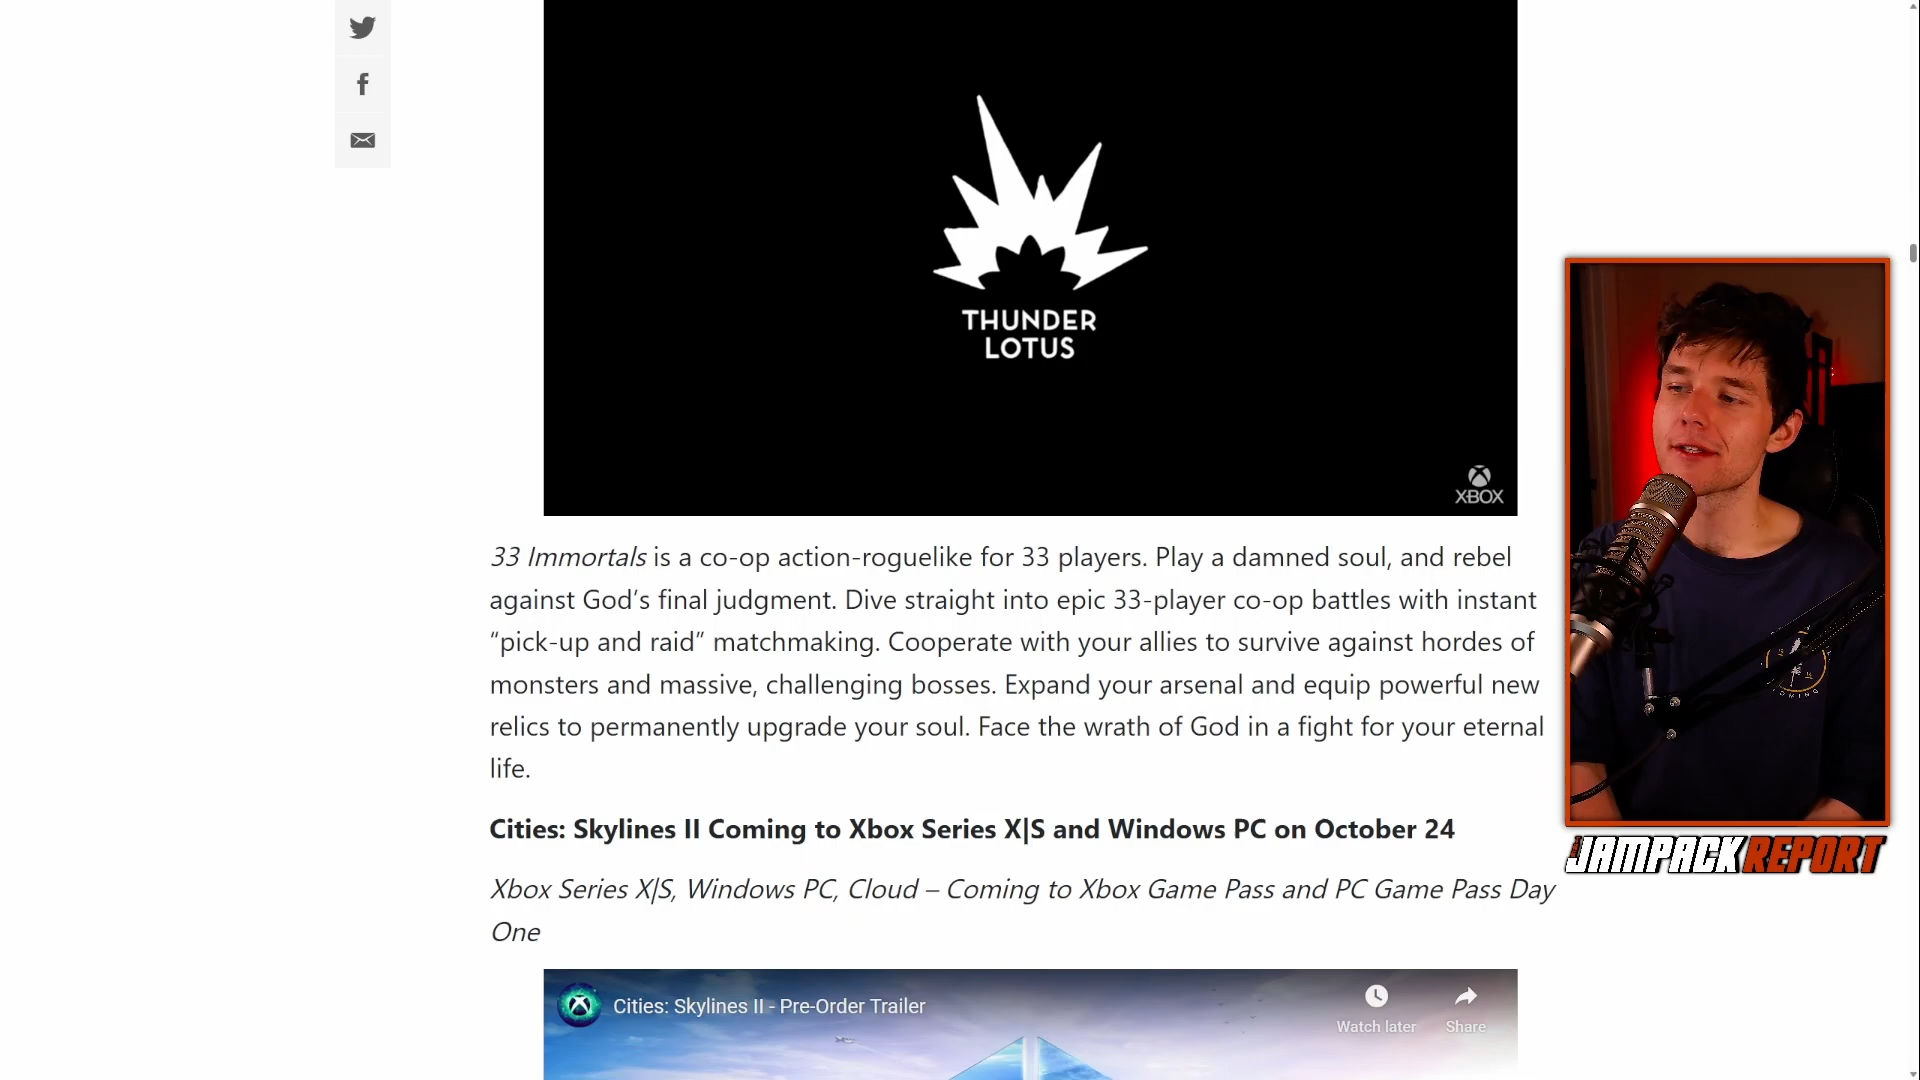 THUNDER
LOTUS
XBOX
33 Immortals is a co-op action-roguelike for 33 players. Play a damned soul, and rebel
against God’s final judgment. Dive straight into epic 33-player co-op battles with instant
“pick-up and raid” matchmaking. Cooperate with your allies to survive against hordes of
monsters and massive, challenging bosses. Expand your arsenal and equip powerful new
relics to permanently upgrade your soul. Face the wrath of God in a fight for your eternal
life.
Cities: Skylines II Coming to Xbox Series X|S and Windows PC on October 24
Xbox Series X|S, Windows PC, Cloud – Coming to Xbox Game Pass and PC Game Pass Day
One
Cities: Skylines II - Pre-Order Trailer
Watch later
Share
JAMPACK REPORT